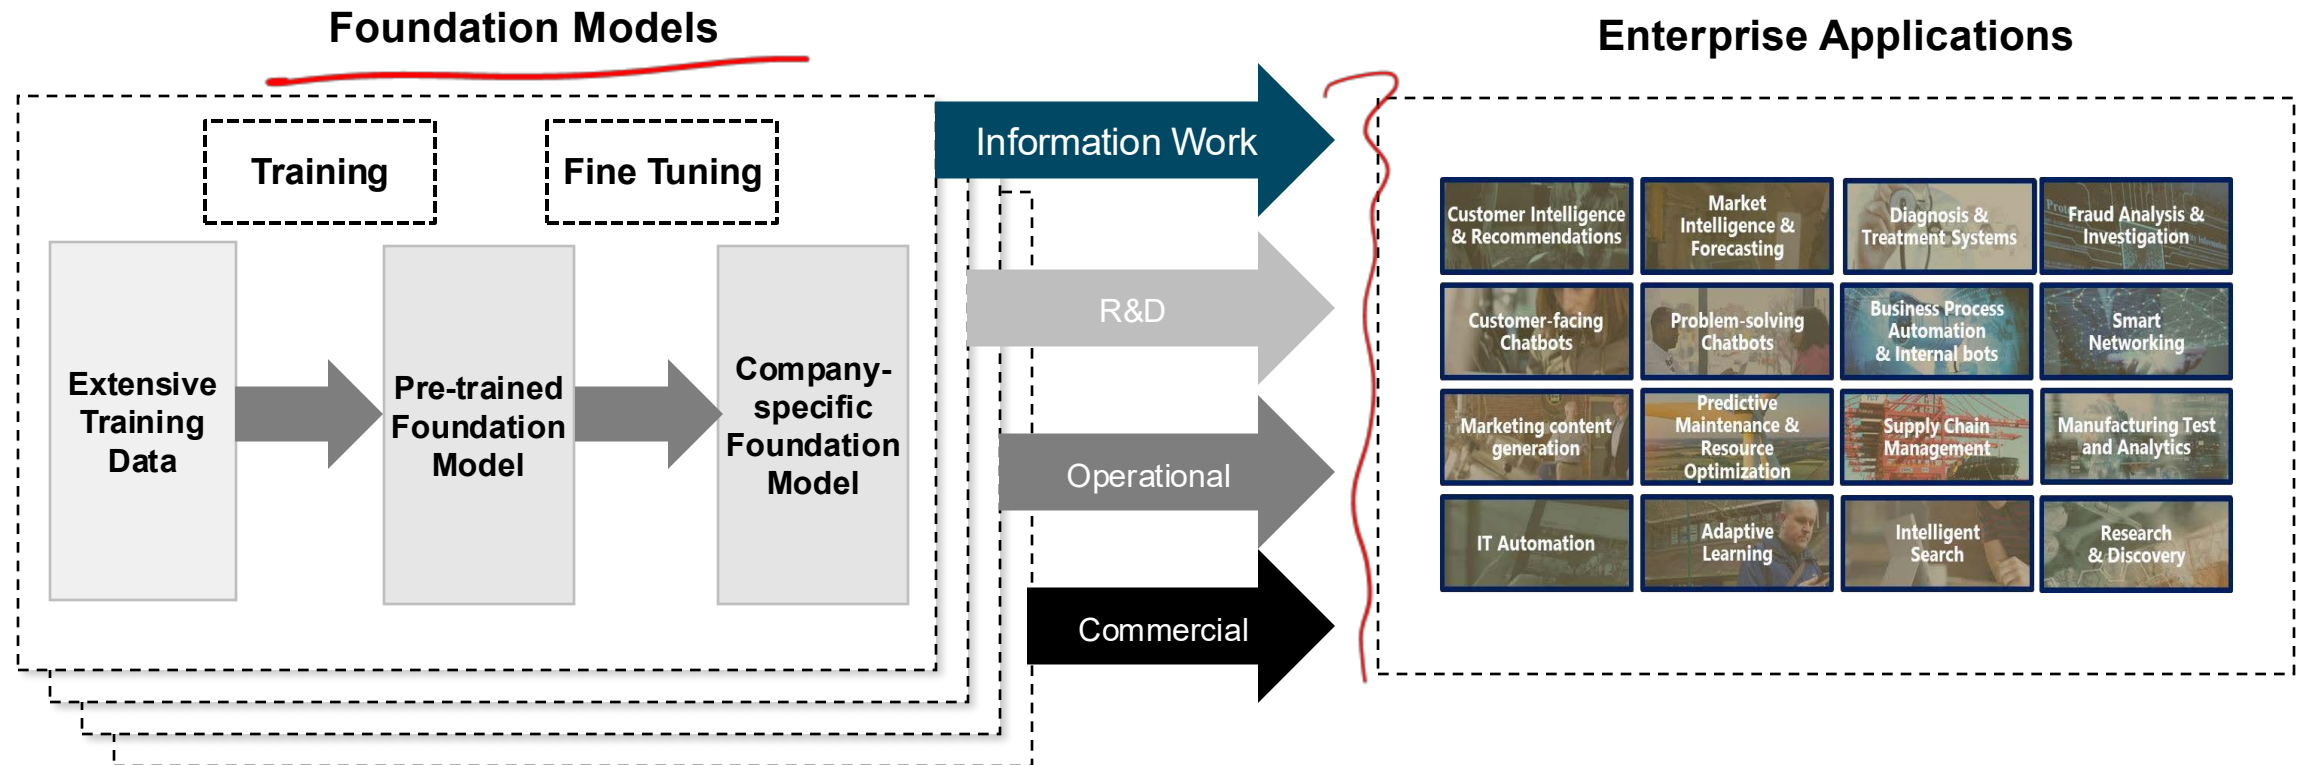 Foundation Models
Enterprise Applications
Training
Fine Tuning
Extensive
Training
Data
Pre-trained
Foundation
Model
Company-
specific
Foundation
Model
Information Work
R&D
Operational
Commercial
Customer Intelligence
& Recommendations
Market
Intelligence &
Forecasting
Diagnosis &
Treatment Systems
Fraud Analysis &
Investigation
Customer-facing
Chatbots
Problem-solving
Chatbots
Business Process
Automation
& Internal bots
Smart
Networking
Marketing content
generation
Predictive
Maintenance &
Resource
Optimization
Supply Chain
Management
Manufacturing Test
and Analytics
IT Automation
Adaptive
Learning
Intelligent
Search
Research
& Discovery